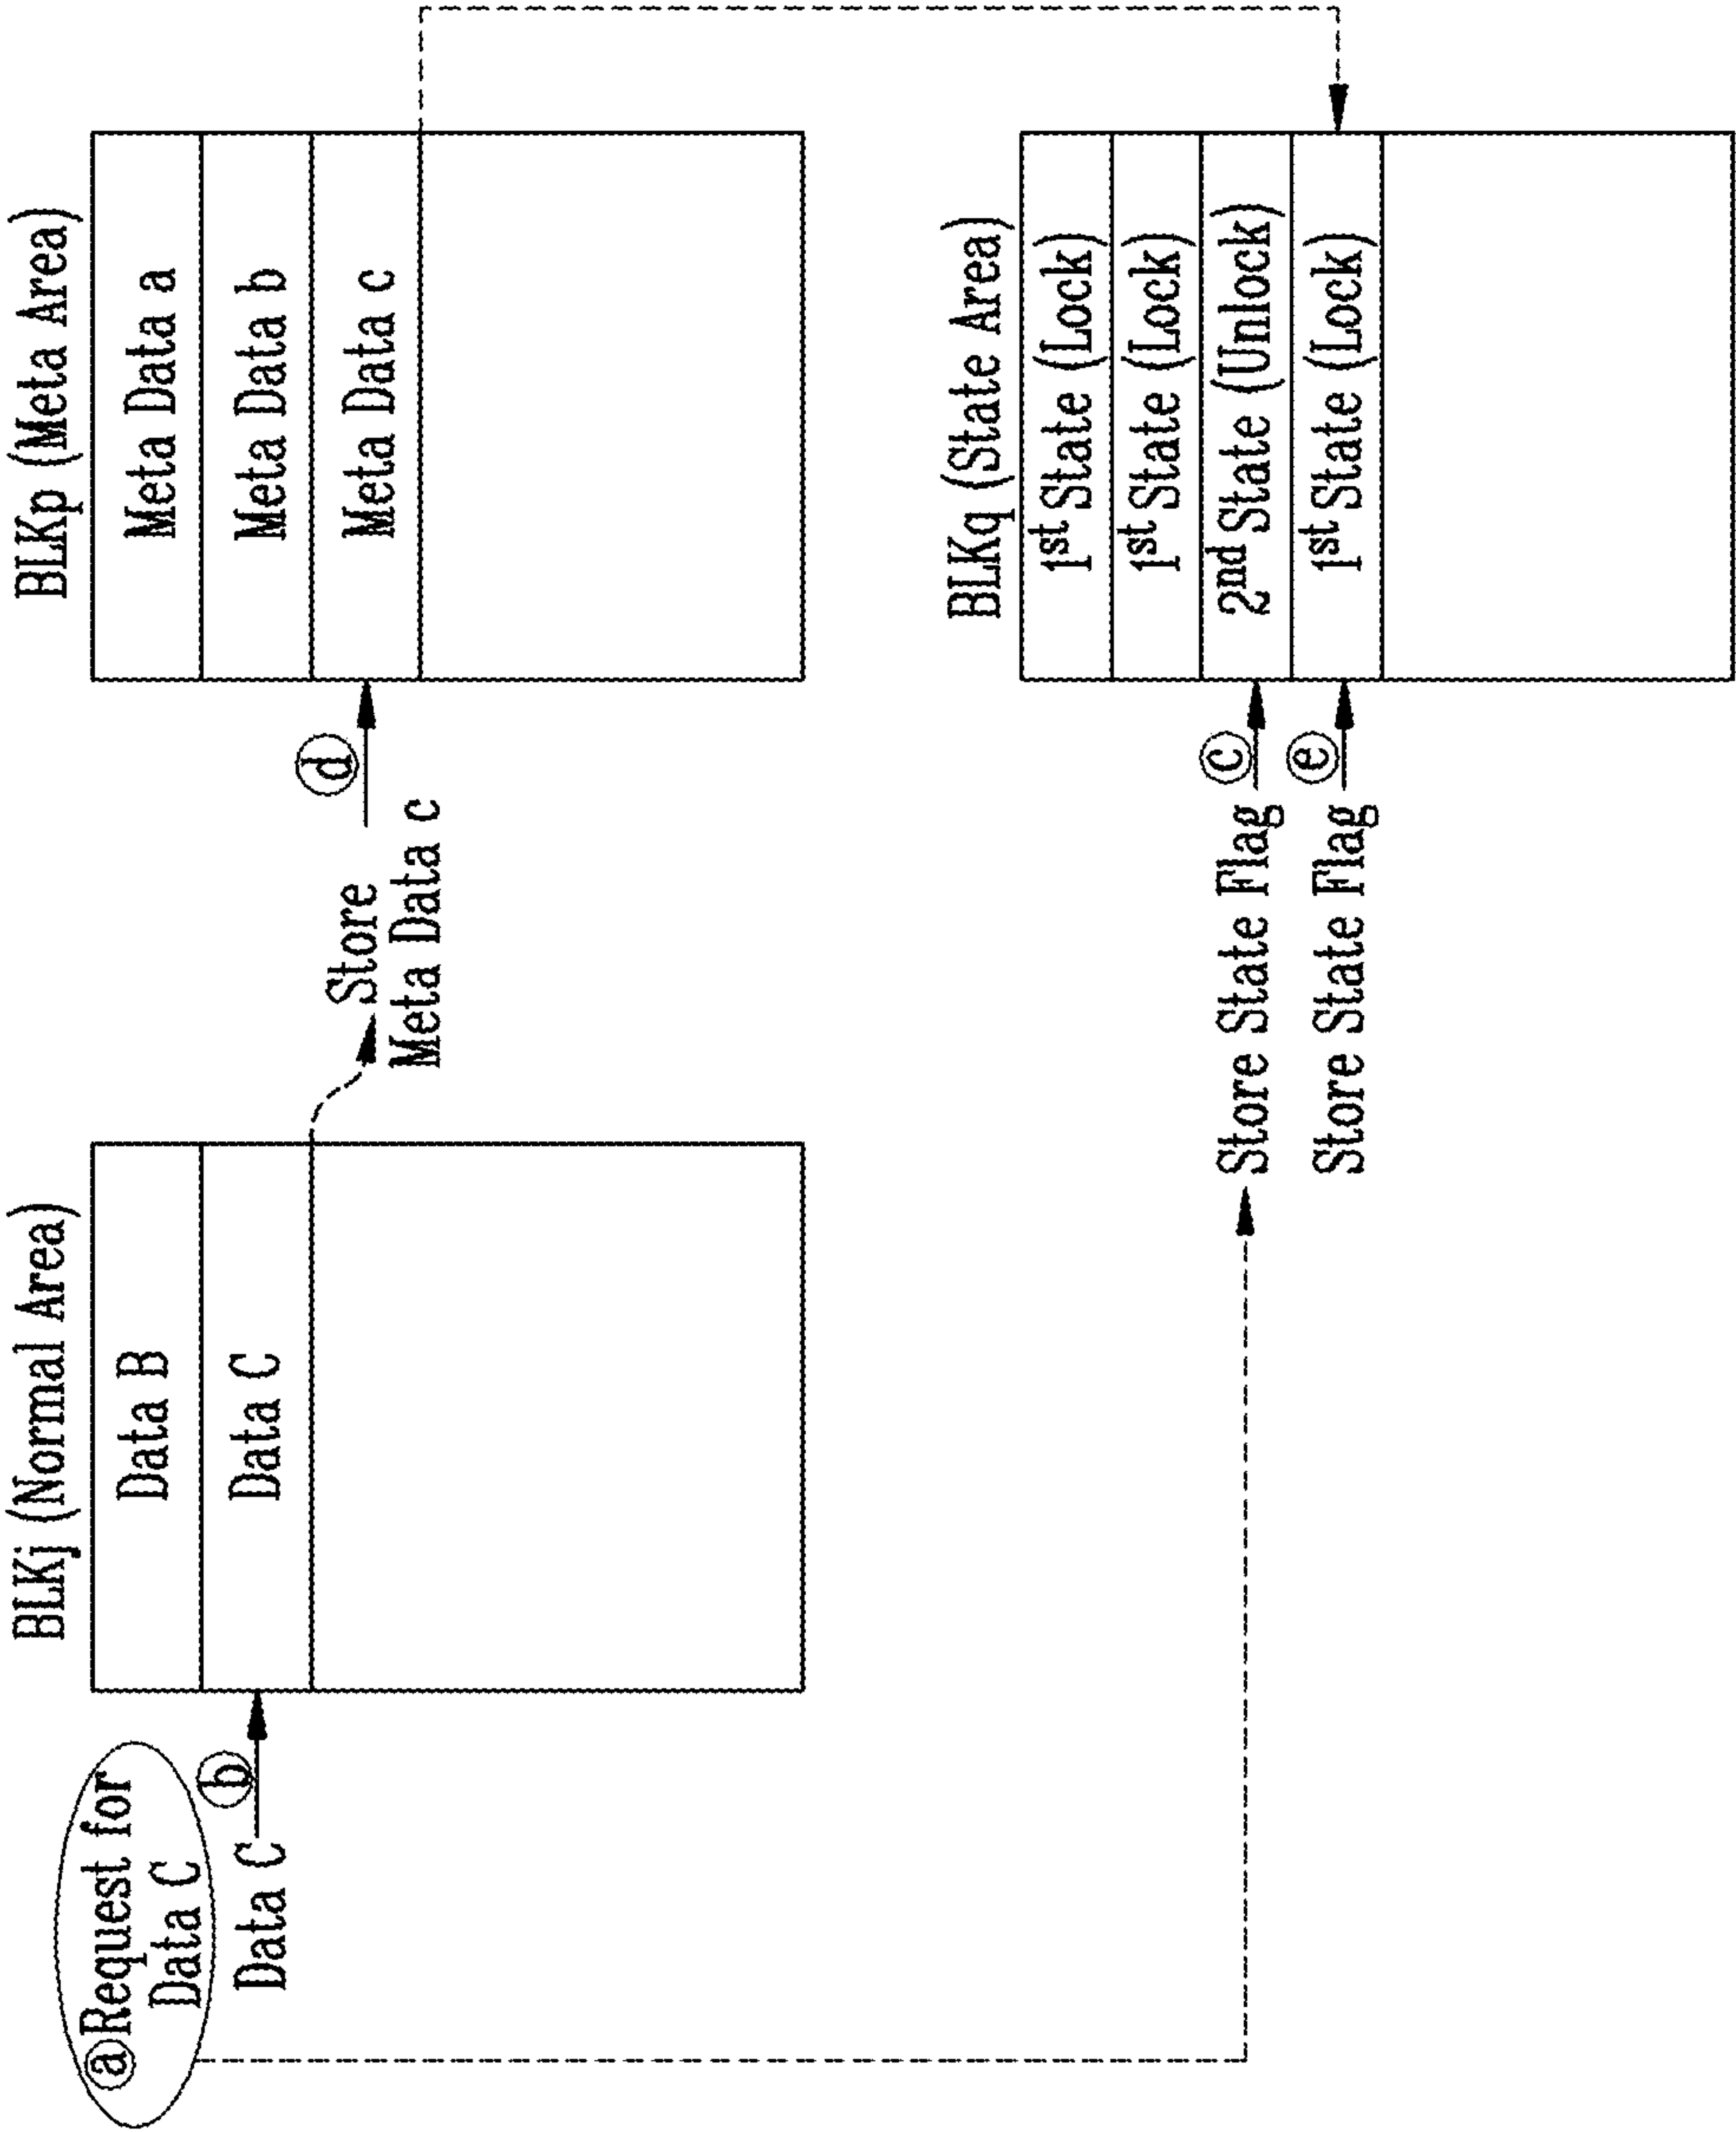 ⓐRequest for
Data C
Data C
ⓑ
BLKj (Normal Area)
Data B
Data C
Store
Meta Data c
ⓓ
BLKp (Meta Area)
Meta Data a
Meta Data b
Meta Data c
Store State Flag
ⓒ
Store State Flag
ⓔ
BLKq (State Area)
1st State (Lock)
1st State (Lock)
2nd State (Unlock)
1st State (Lock)